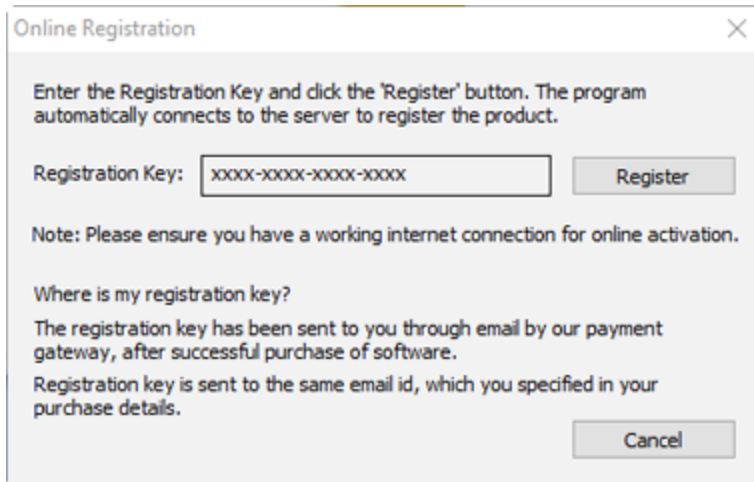 Online Registration
Enter the Registration Key and click the 'Register' button. The program
automatically connects to the server to register the product.
Registration Key: xxxx-xxxx-xxxx-xxxx Register
Note: Please ensure you have a working internet connection for online activation.
Where is my registration key?
The registration key has been sent to you through email by our payment
gateway, after successful purchase of software.
Registration key is sent to the same email id, which you specified in your
purchase details.
Cancel